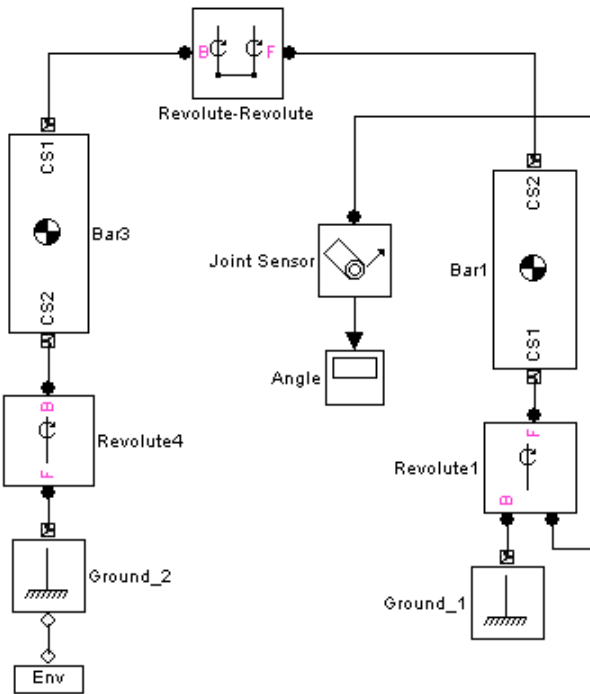 B F
Revolute-Revolute
CS1
CS2
Joint Sensor
Bar3
Bar1
CS2
CS1
Angle
B
F
Revolute4
F
B
Revolute1
Ground_2
Ground_1
Env